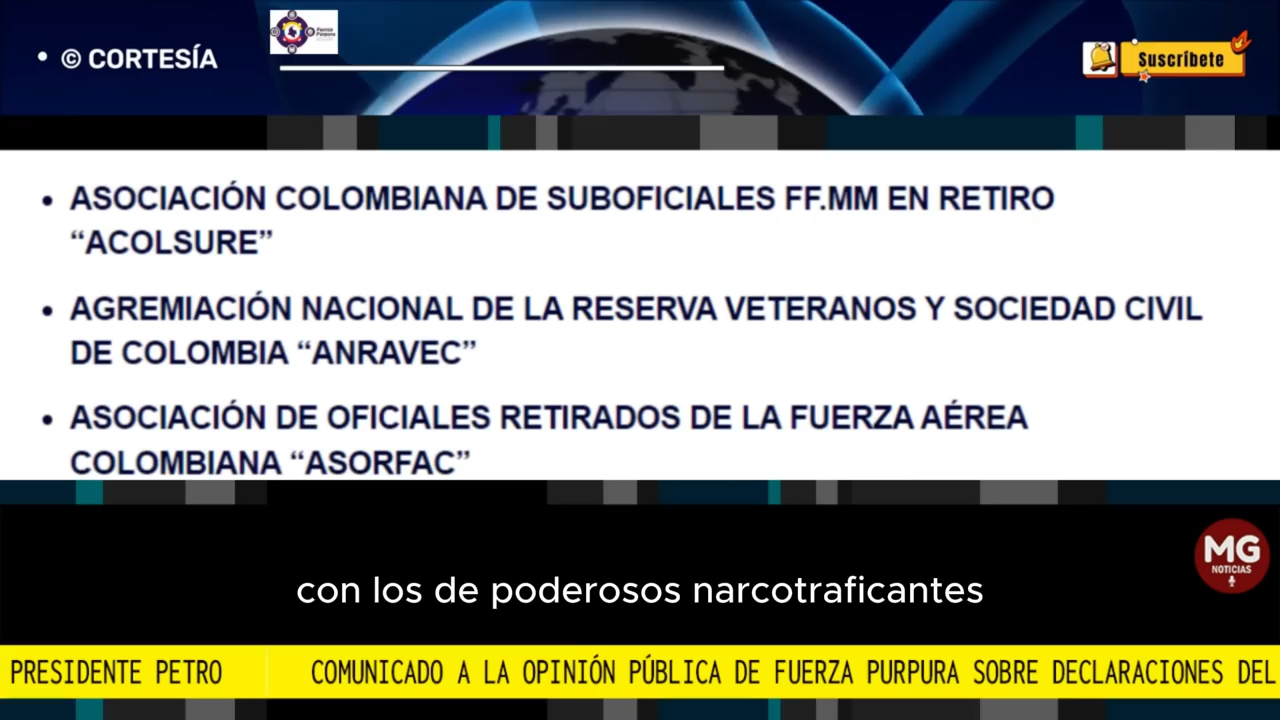 • © CORTESÍA
Fuerza
Púrpura
Suscríbete
• ASOCIACIÓN COLOMBIANA DE SUBOFICIALES FF.MM EN RETIRO
“ACOLSURE”
• AGREMIACIÓN NACIONAL DE LA RESERVA VETERANOS Y SOCIEDAD CIVIL
DE COLOMBIA “ANRAVEC”
• ASOCIACIÓN DE OFICIALES RETIRADOS DE LA FUERZA AÉREA
COLOMBIANA “ASORFAC”
MG
NOTICIAS
con los de poderosos narcotraficantes
PRESIDENTE PETRO COMUNICADO A LA OPINIÓN PÚBLICA DE FUERZA PURPURA SOBRE DECLARACIONES DEL